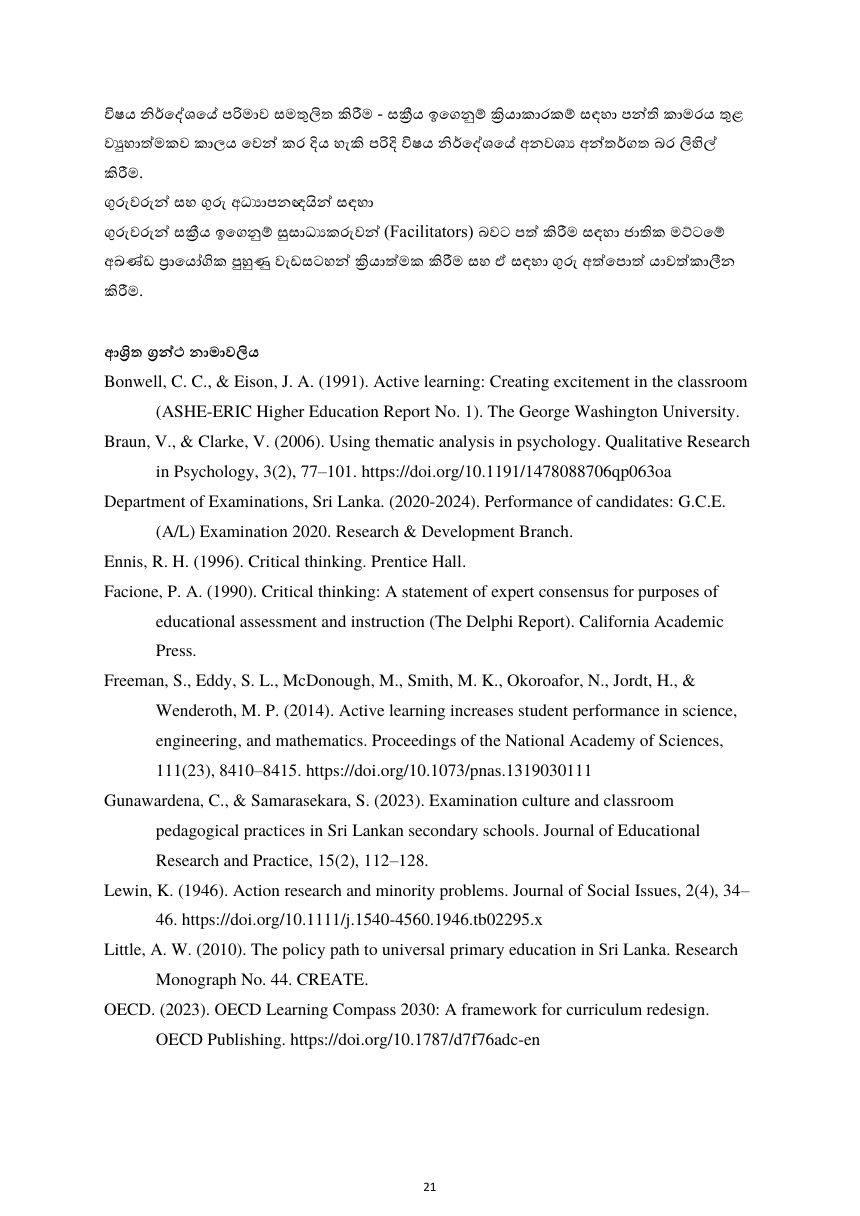 විෂය නිර්දේශයේ පරිමාව සමතුලිත කිරීම - සක්‍රීය ඉගෙනුම් ක්‍රියාකාරකම් සඳහා පන්ති කාමරය තුළ
ව්‍යුහාත්මකව කාලය වෙන් කර දිය හැකි පරිදි විෂය නිර්දේශයේ අනවශ්‍ය අන්තර්ගත බර ලිහිල්
කිරීම.
ගුරුවරුන් සහ ගුරු අධ්‍යාපනඥයින් සඳහා
ගුරුවරුන් සක්‍රීය ඉගෙනුම් සුසාධ්‍යකරුවන් (Facilitators) බවට පත් කිරීම සඳහා ජාතික මට්ටමේ
අඛණ්ඩ ප්‍රායෝගික පුහුණු වැඩසටහන් ක්‍රියාත්මක කිරීම සහ ඒ සඳහා ගුරු අත්පොත් යාවත්කාලීන
කිරීම.
ආශ්‍රිත ග්‍රන්ථ නාමාවලිය
Bonwell, C. C., & Eison, J. A. (1991). Active learning: Creating excitement in the classroom
(ASHE-ERIC Higher Education Report No. 1). The George Washington University.
Braun, V., & Clarke, V. (2006). Using thematic analysis in psychology. Qualitative Research
in Psychology, 3(2), 77–101. https://doi.org/10.1191/1478088706qp063oa
Department of Examinations, Sri Lanka. (2020-2024). Performance of candidates: G.C.E.
(A/L) Examination 2020. Research & Development Branch.
Ennis, R. H. (1996). Critical thinking. Prentice Hall.
Facione, P. A. (1990). Critical thinking: A statement of expert consensus for purposes of
educational assessment and instruction (The Delphi Report). California Academic
Press.
Freeman, S., Eddy, S. L., McDonough, M., Smith, M. K., Okoroafor, N., Jordt, H., &
Wenderoth, M. P. (2014). Active learning increases student performance in science,
engineering, and mathematics. Proceedings of the National Academy of Sciences,
111(23), 8410–8415. https://doi.org/10.1073/pnas.1319030111
Gunawardena, C., & Samarasekara, S. (2023). Examination culture and classroom
pedagogical practices in Sri Lankan secondary schools. Journal of Educational
Research and Practice, 15(2), 112–128.
Lewin, K. (1946). Action research and minority problems. Journal of Social Issues, 2(4), 34–
46. https://doi.org/10.1111/j.1540-4560.1946.tb02295.x
Little, A. W. (2010). The policy path to universal primary education in Sri Lanka. Research
Monograph No. 44. CREATE.
OECD. (2023). OECD Learning Compass 2030: A framework for curriculum redesign.
OECD Publishing. https://doi.org/10.1787/d7f76adc-en
21